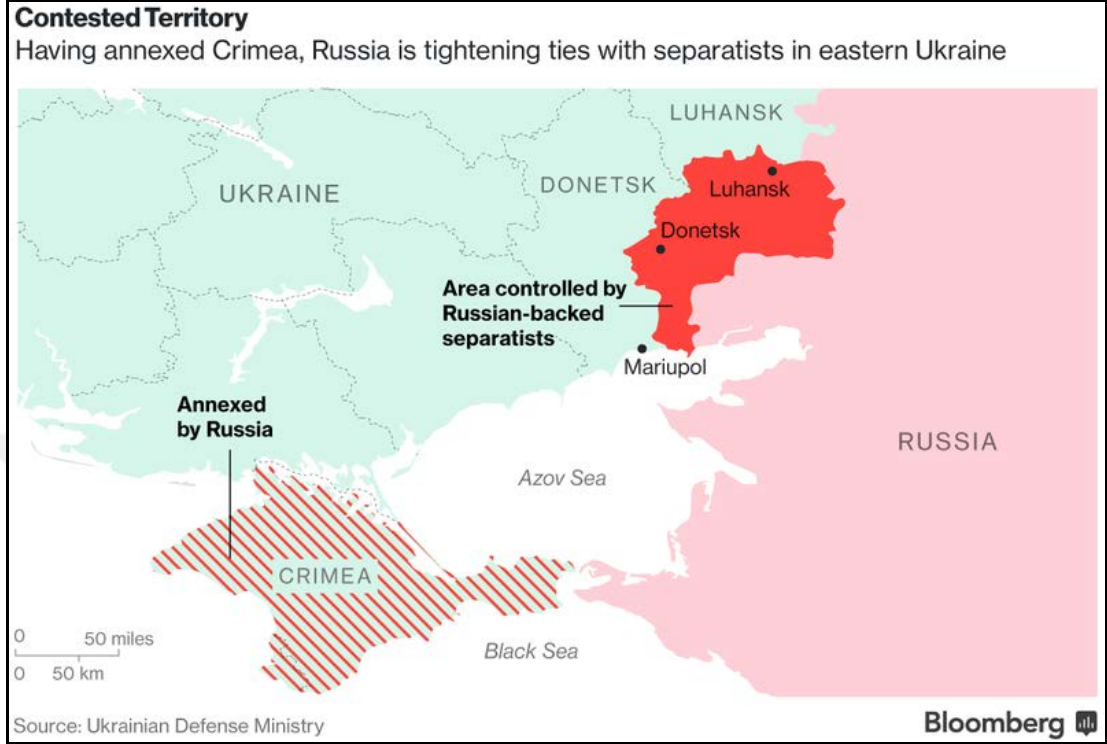 Contested Territory
Having annexed Crimea, Russia is tightening ties with separatists in eastern Ukraine
LUHANSK
UKRAINE
DONETSK
Luhansk
Donetsk
Area controlled by
Russian-backed
separatists
Mariupol
Annexed
by Russia
RUSSIA
Azov Sea
CRIMEA
0 50 miles
0 50 km
Black Sea
Source: Ukrainian Defense Ministry
Bloomberg